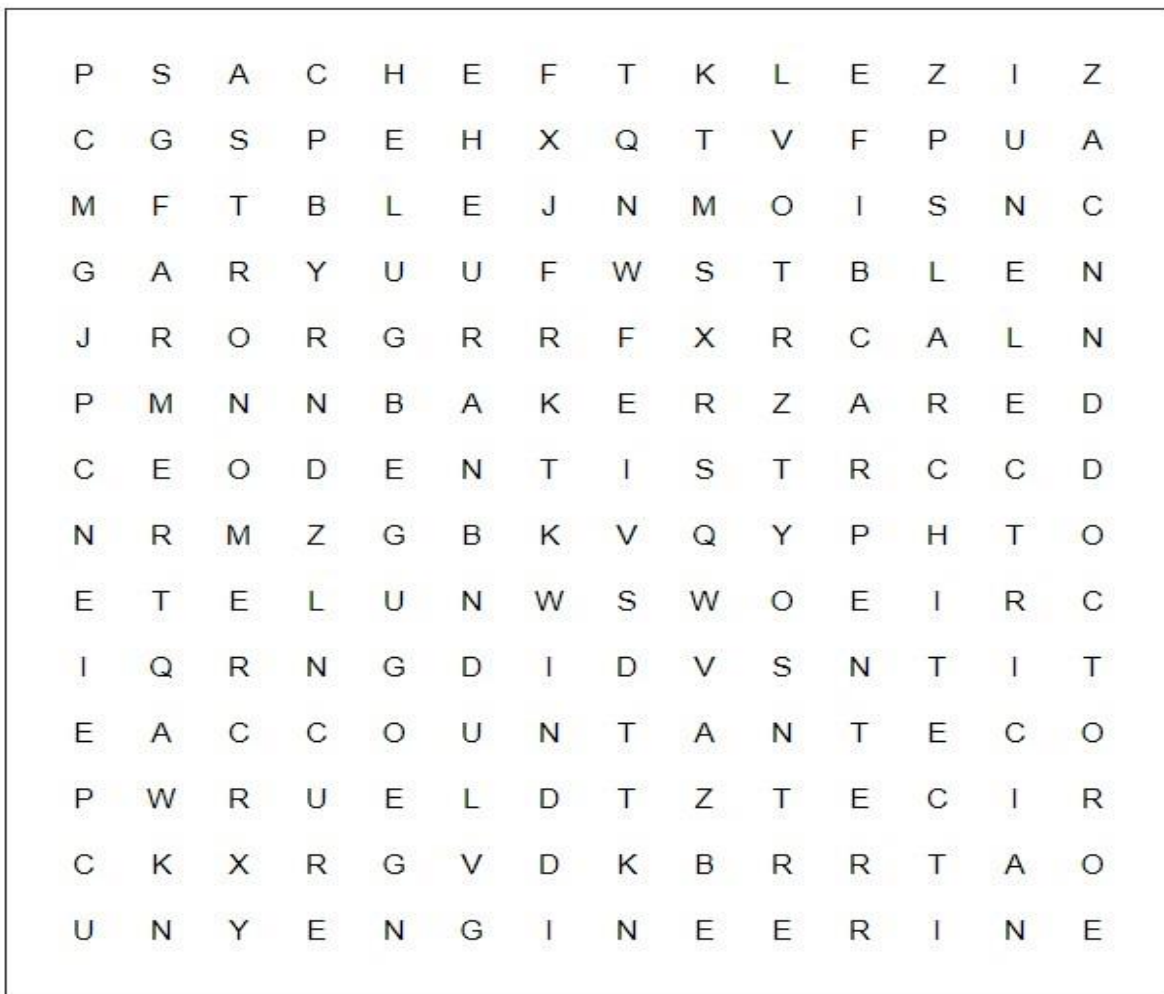 P S A C H E F T K L E Z I Z
C G S P E H X Q T V F P U A
M F T B L E J N M O I S N C
G A R Y U U F W S T B L E N
J R O R G R R F X R C A L N
P M N N B A K E R Z A R E D
C E O D E N T I S T R C C D
N R M Z G B K V Q Y P H T O
E T E L U N W S W O E I R C
I Q R N G D I D V S N T I T
E A C C O U N T A N T E C O
P W R U E L D T Z T E C I R
C K X R G V D K B R R T A O
U N Y E N G I N E E R I N E